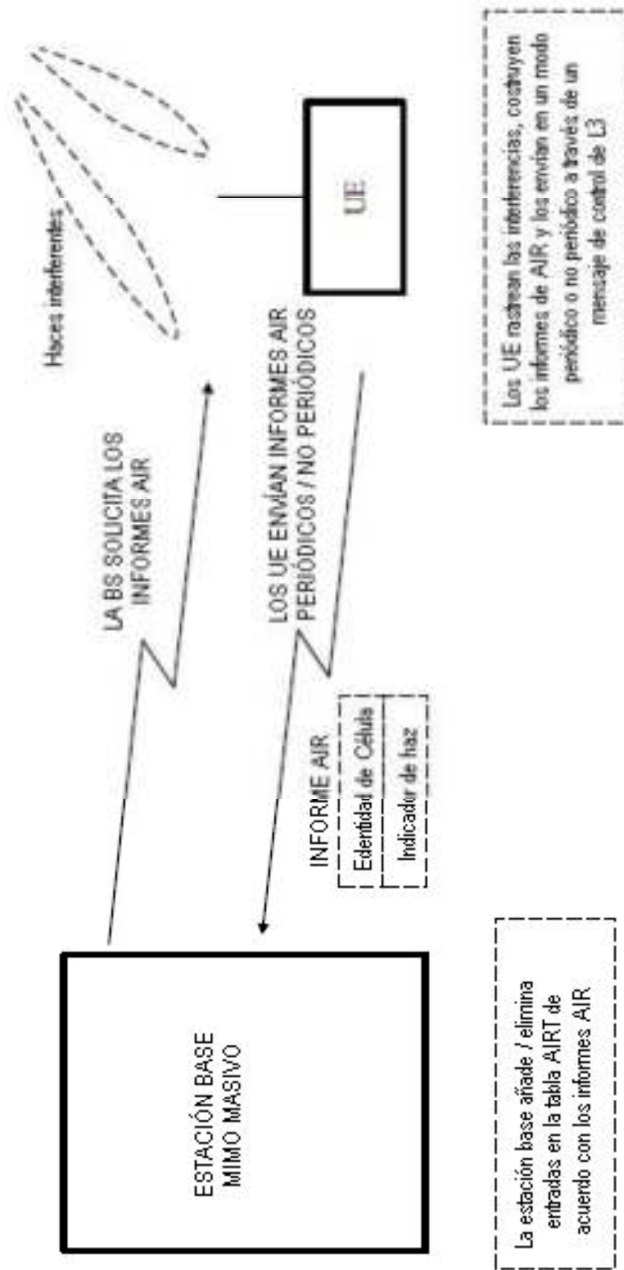 Haces interferentes
LA BS SOLICITA LOS
INFORMES AIR
UE
LOS UE ENVÍAN INFORMES AIR
PERIÓDICOS / NO PERIÓDICOS
INFORME AIR
Edentidad de Célula
Indicador de haz
ESTACIÓN BASE
MIMO MASIVO
La estación base añade / elimina
entradas en la tabla AIRT de
acuerdo con los informes AIR
Los UE rastrean las interferencias, costruyen
los informes de AIR y los envían en un modo
periódico o no periódico a través de un
mensaje de control de L3